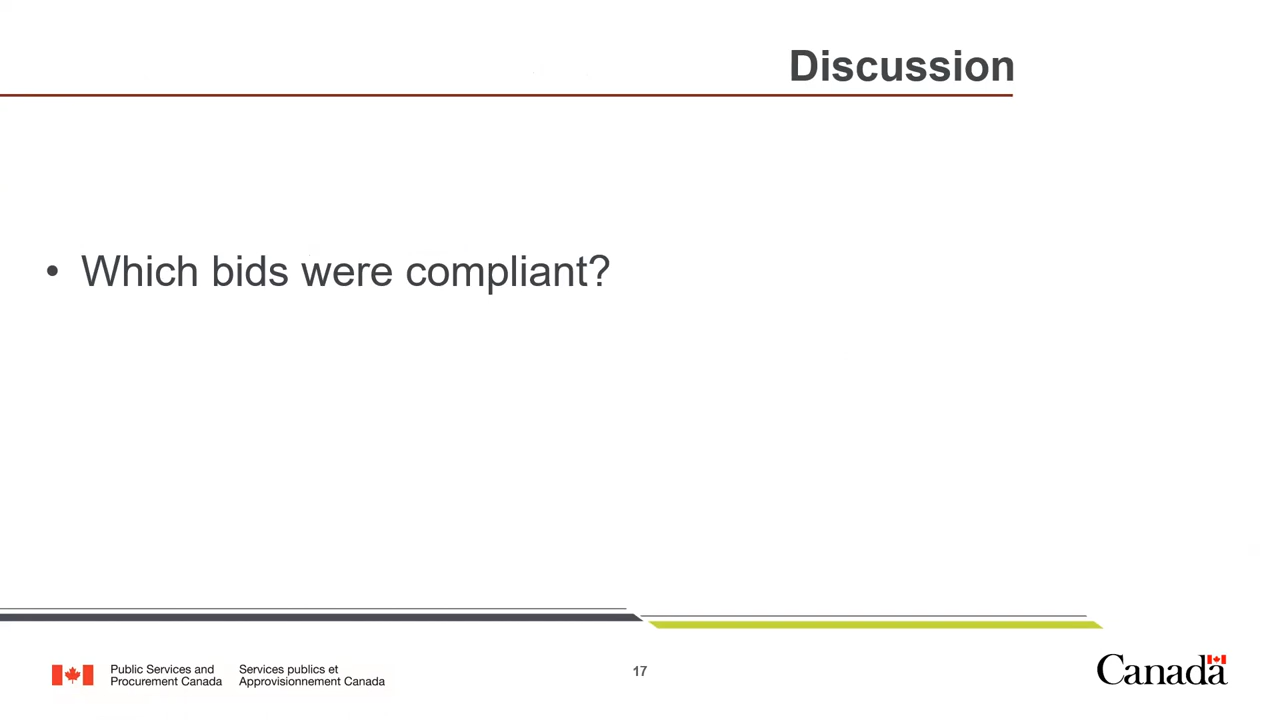 Discussion
• Which bids were compliant?
Public Services and
Procurement Canada
Services publics et
Approvisionnement Canada
17
Canada